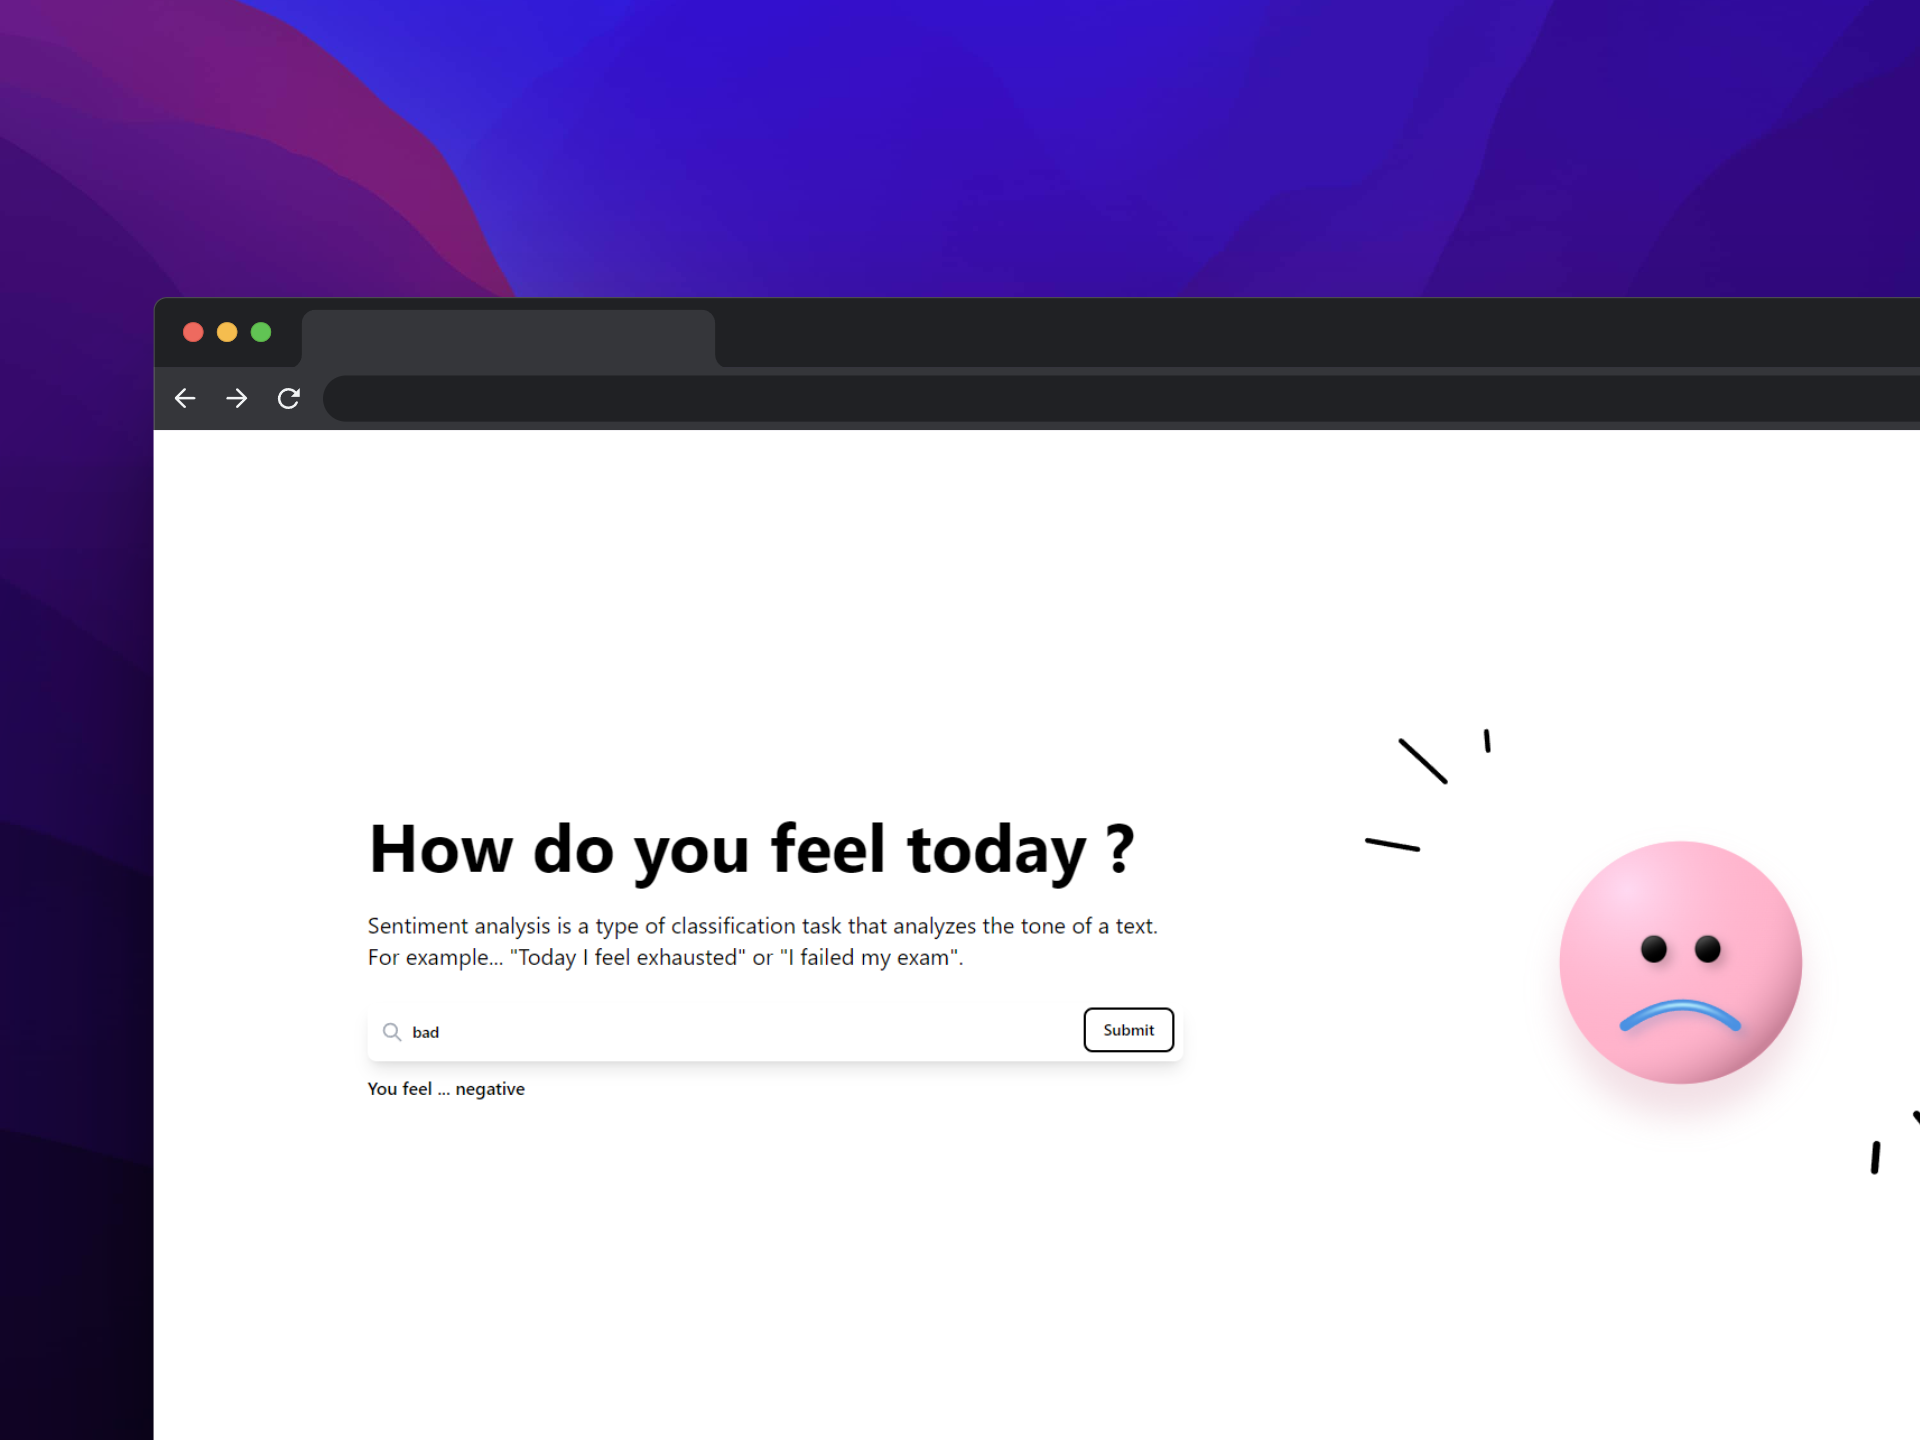 How do you feel today ?
Sentiment analysis is a type of classification task that analyzes the tone of a text.
For example... "Today I feel exhausted" or "I failed my exam".
bad
Submit
You feel ... negative